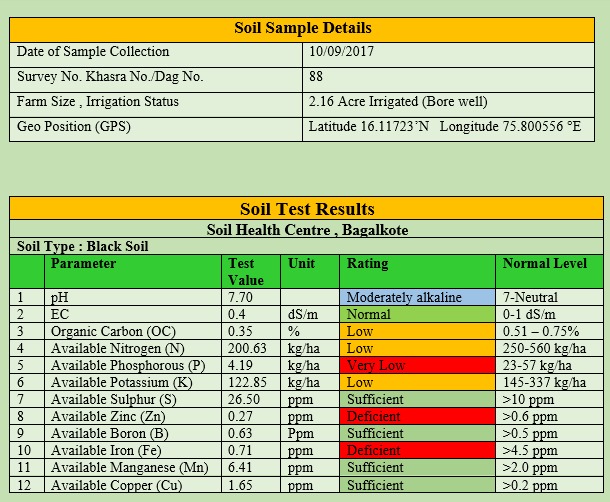 Soil Sample Details
Date of Sample Collection 10/09/2017
Survey No. Khasra No./Dag No. 88
Farm Size , Irrigation Status 2.16 Acre Irrigated (Bore well)
Geo Position (GPS) Latitude 16.11723’N Longitude 75.800556 °E
Soil Test Results
Soil Health Centre , Bagalkote
Soil Type : Black Soil
Parameter Test Value Unit Rating Normal Level
1 pH 7.70 Moderately alkaline 7-Neutral
2 EC 0.4 dS/m Normal 0-1 dS/m
3 Organic Carbon (OC) 0.35 % Low 0.51 – 0.75%
4 Available Nitrogen (N) 200.63 kg/ha Low 250-560 kg/ha
5 Available Phosphorous (P) 4.19 kg/ha Very Low 23-57 kg/ha
6 Available Potassium (K) 122.85 kg/ha Low 145-337 kg/ha
7 Available Sulphur (S) 26.50 ppm Sufficient >10 ppm
8 Available Zinc (Zn) 0.27 ppm Deficient >0.6 ppm
9 Available Boron (B) 0.63 Ppm Sufficient >0.5 ppm
10 Available Iron (Fe) 0.71 ppm Deficient >4.5 ppm
11 Available Manganese (Mn) 6.41 ppm Sufficient >2.0 ppm
12 Available Copper (Cu) 1.65 ppm Sufficient >0.2 ppm